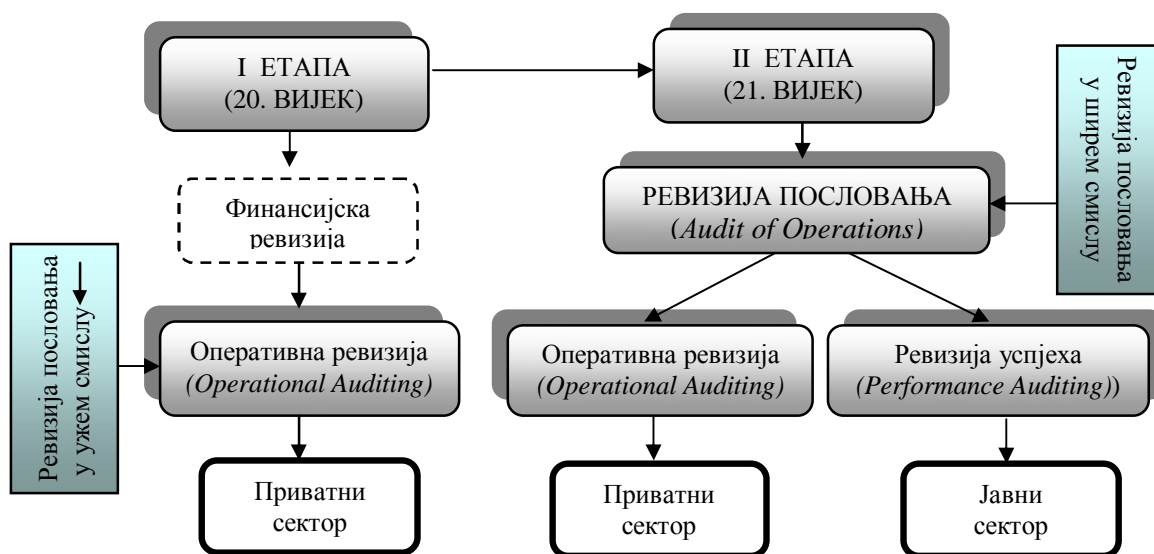 I ЕТАПА
(20. ВИЈЕК)
II ЕТАПА
(21. ВИЈЕК)
Ревизија пословања
у ширем смислу
Финансијска
ревизија
РЕВИЗИЈА ПОСЛОВАЊА
(Audit of Operations)
Ревизија пословања
у ужем смислу
Оперативна ревизија
(Operational Auditing)
Оперативна ревизија
(Operational Auditing)
Ревизија успјеха
(Performance Auditing))
Приватни
сектор
Приватни
сектор
Јавни
сектор